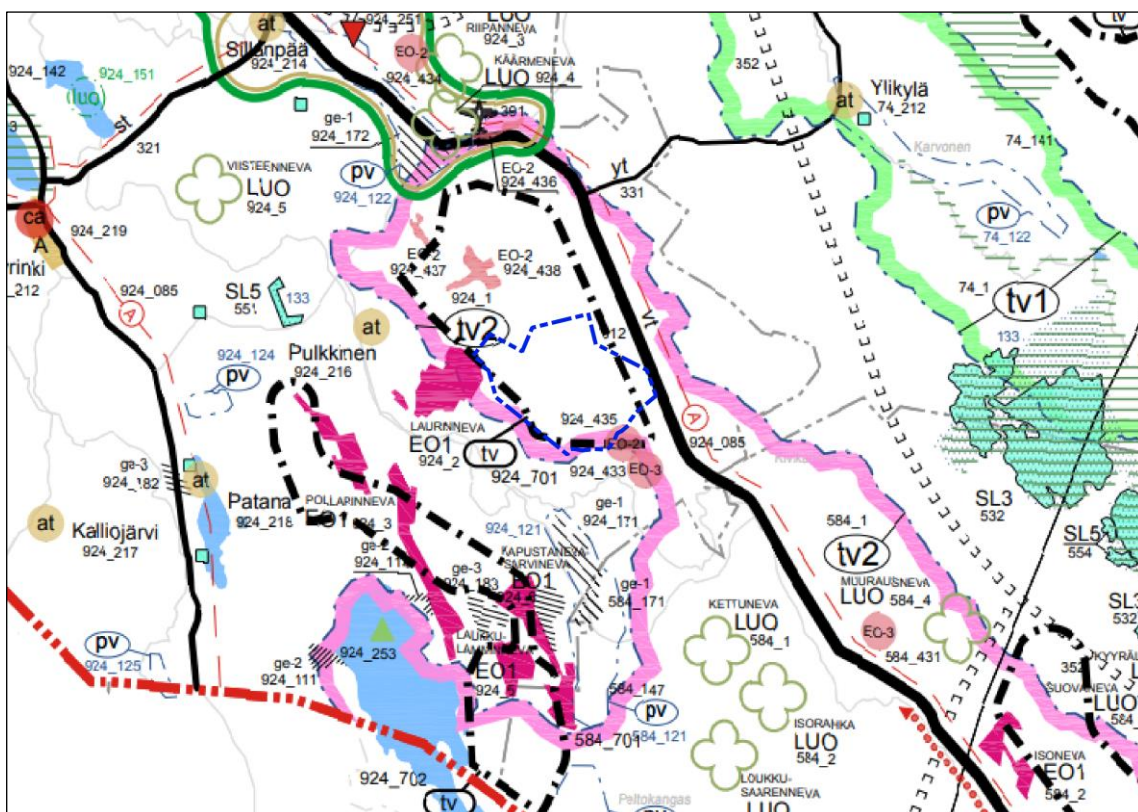 at
Sillanpää
924_214
924_251
EO-2
924_434
LUO
RIIPANNEVA
924_3
KÄÄRMENEVA
LUO
924_4
391
tv
924_142
924_151
luo
st
321
ge-1
924_172
VIISTEENNEVA
LUO
924_5
pv
924_122
EO-2
924_436
yt
331
352
at
Ylikylä
74_212
Karvonen
74_141
pv
74_122
ca
A
924_219
924_085
A
SL5
551
133
EO-2
924_437
EO-2
924_438
924_1
tv2
vt
74_1
tv1
133
at
Pulkkinen
924_216
924_124
pv
LAURINNEVA
EO1
924_2
tv
924_435
EO-2
924_433
EO-3
924_701
A
924_085
SL3
532
SL5
554
ge-3
924_182
at
Patana
924_218
at
Kalliojärvi
924_217
POLLARINNEVA
EO1
924_3
924_121
ge-1
924_171
KAPUSTANEVA
SARVINEVA
EO1
ge-2
ge-3
924_183
ge-1
584_171
584_1
tv2
MUURAUSNEVA
LUO
584_4
EO-3
584_431
KETTUNEVA
LUO
584_1
ISORAHKA
LUO
584_2
LOUKKU-
SAARENNEVA
LUO
924_253
ge-2
924_111
pv
924_125
EO1
584_147
pv
584_121
584_701
924_702
tv
Peltokangas
352
SUOVANEVA
LUO
ISONEVA
EO1
584_2